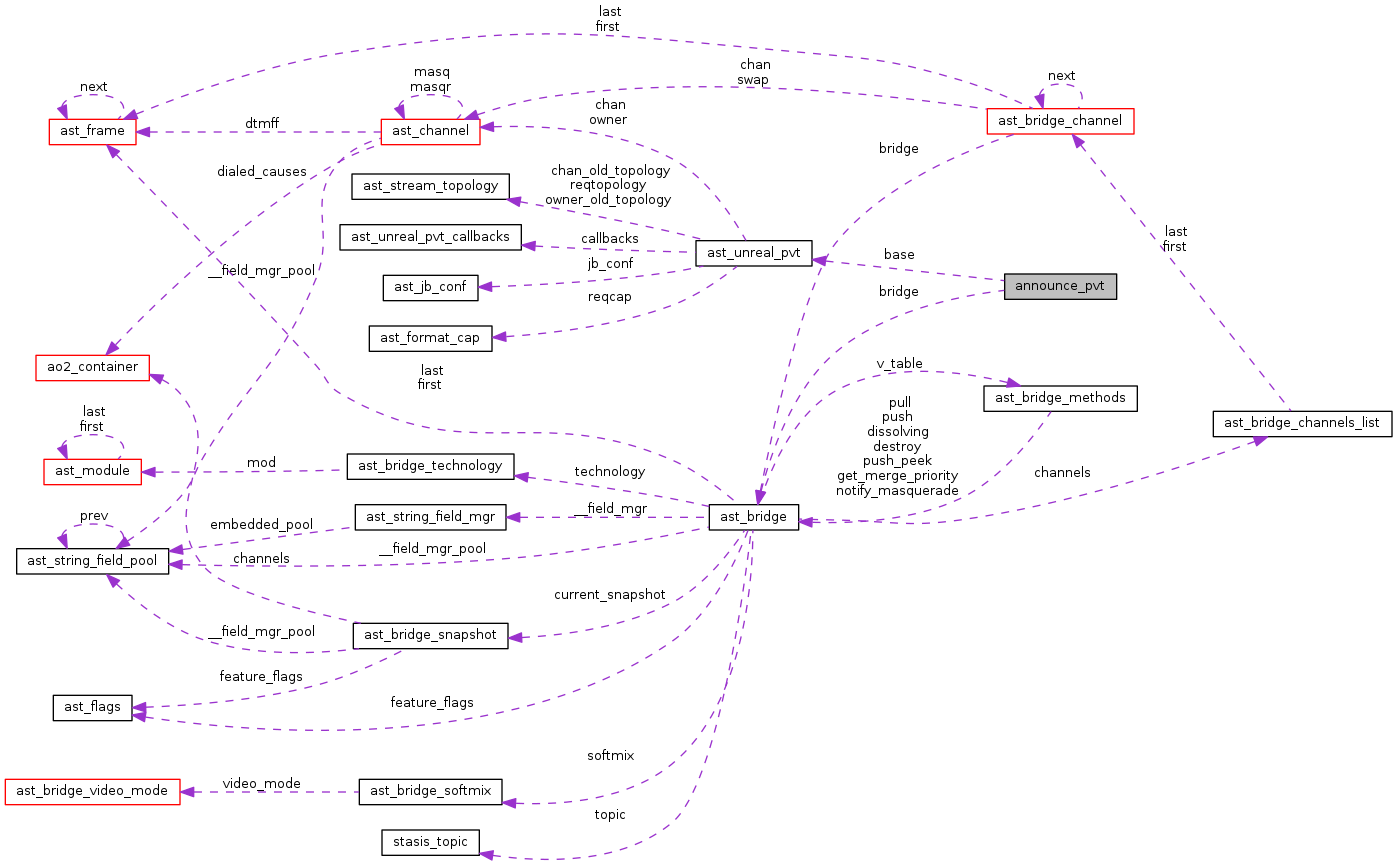 last
first
next
masq
masqr
chan
swap
next
ast_frame
dtmff
ast_channel
chan
owner
ast_bridge_channel
bridge
dialed_causes
ast_stream_topology
chan_old_topology
reqtopology
owner_old_topology
ast_unreal_pvt_callbacks
callbacks
ast_unreal_pvt
last
first
base
__field_mgr_pool
ast_jb_conf
jb_conf
announce_pvt
bridge
reqcap
ast_format_cap
ao2_container
last
first
v_table
ast_bridge_methods
last
first
pull
push
dissolving
destroy
push_peek
get_merge_priority
notify_masquerade
ast_bridge_channels_list
ast_module
mod
ast_bridge_technology
technology
channels
prev
embedded_pool
ast_string_field_mgr
__field_mgr
ast_bridge
ast_string_field_pool
channels
__field_mgr_pool
current_snapshot
__field_mgr_pool
ast_bridge_snapshot
feature_flags
ast_flags
feature_flags
softmix
ast_bridge_video_mode
video_mode
ast_bridge_softmix
topic
stasis_topic